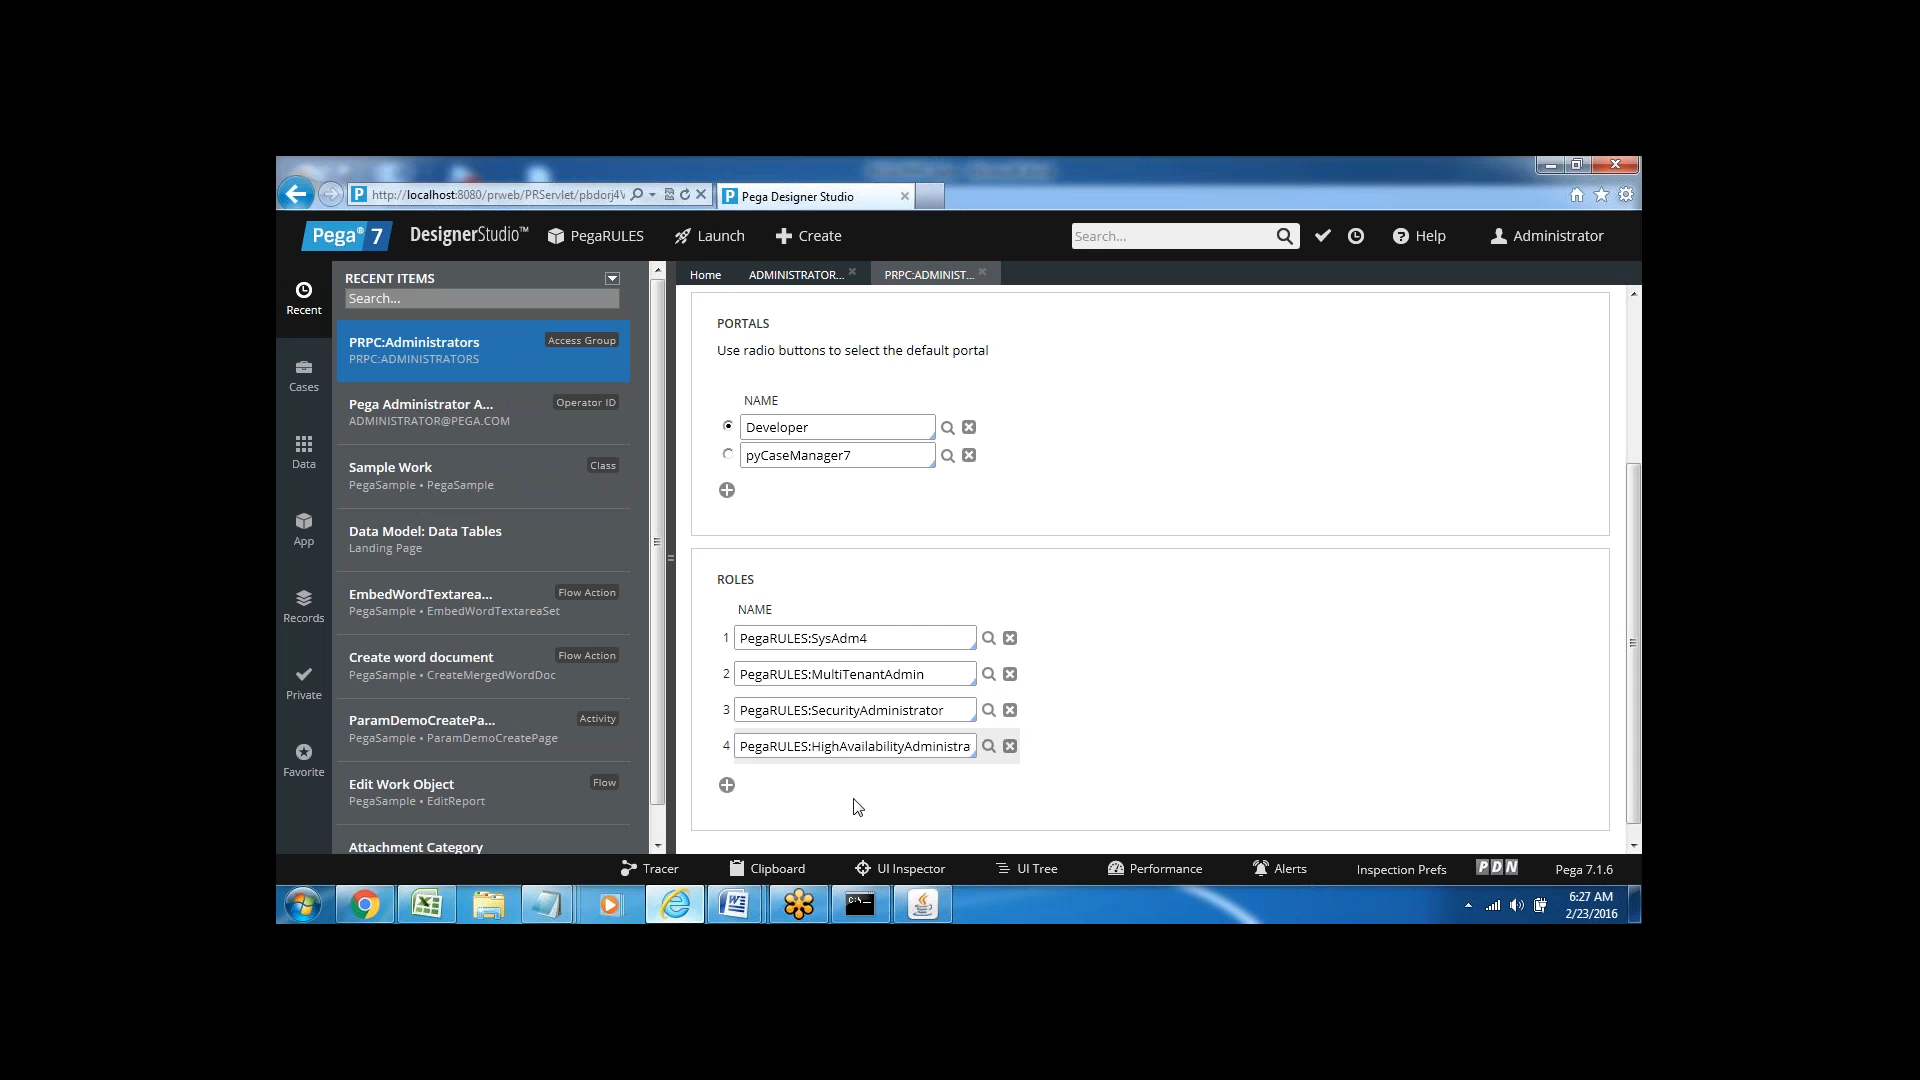 http://localhost:8080/prweb/PRServlet/pbdorj4V
Pega Designer Studio
Pega® 7
DesignerStudio™
PegaRULES
Launch
Create
Search...
Help
Administrator
Recent
Cases
Data
App
Records
Private
Favorite
RECENT ITEMS
Search...
PRPC:Administrators
Access Group
PRPC:ADMINISTRATORS
Pega Administrator A...
Operator ID
ADMINISTRATOR@PEGA.COM
Sample Work
Class
PegaSample • PegaSample
Data Model: Data Tables
Landing Page
EmbedWordTextarea...
Flow Action
PegaSample • EmbedWordTextareaSet
Create word document
Flow Action
PegaSample • CreateMergedWordDoc
ParamDemoCreatePa...
Activity
PegaSample • ParamDemoCreatePage
Edit Work Object
Flow
PegaSample • EditReport
Attachment Category
Home
ADMINISTRATOR...
PRPC:ADMINIST...
PORTALS
Use radio buttons to select the default portal
NAME
Developer
pyCaseManager7
ROLES
NAME
1 PegaRULES:SysAdm4
2 PegaRULES:MultiTenantAdmin
3 PegaRULES:SecurityAdministrator
4 PegaRULES:HighAvailabilityAdministra
Tracer
Clipboard
UI Inspector
UI Tree
Performance
Alerts
Inspection Prefs
PDN
Pega 7.1.6
6:27 AM
2/23/2016